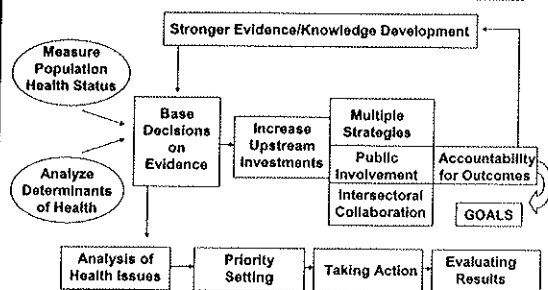 Stronger Evidence/Knowledge Development
Measure
Population
Health Status
Base
Decisions
on
Evidence
Analyze
Determinants
of Health
Increase
Upstream
Investments
Multiple
Strategies
Public
Involvement
Intersectoral
Collaboration
Accountability
for Outcomes
GOALS
Analysis of
Health Issues
Priority
Setting
Taking Action
Evaluating
Results